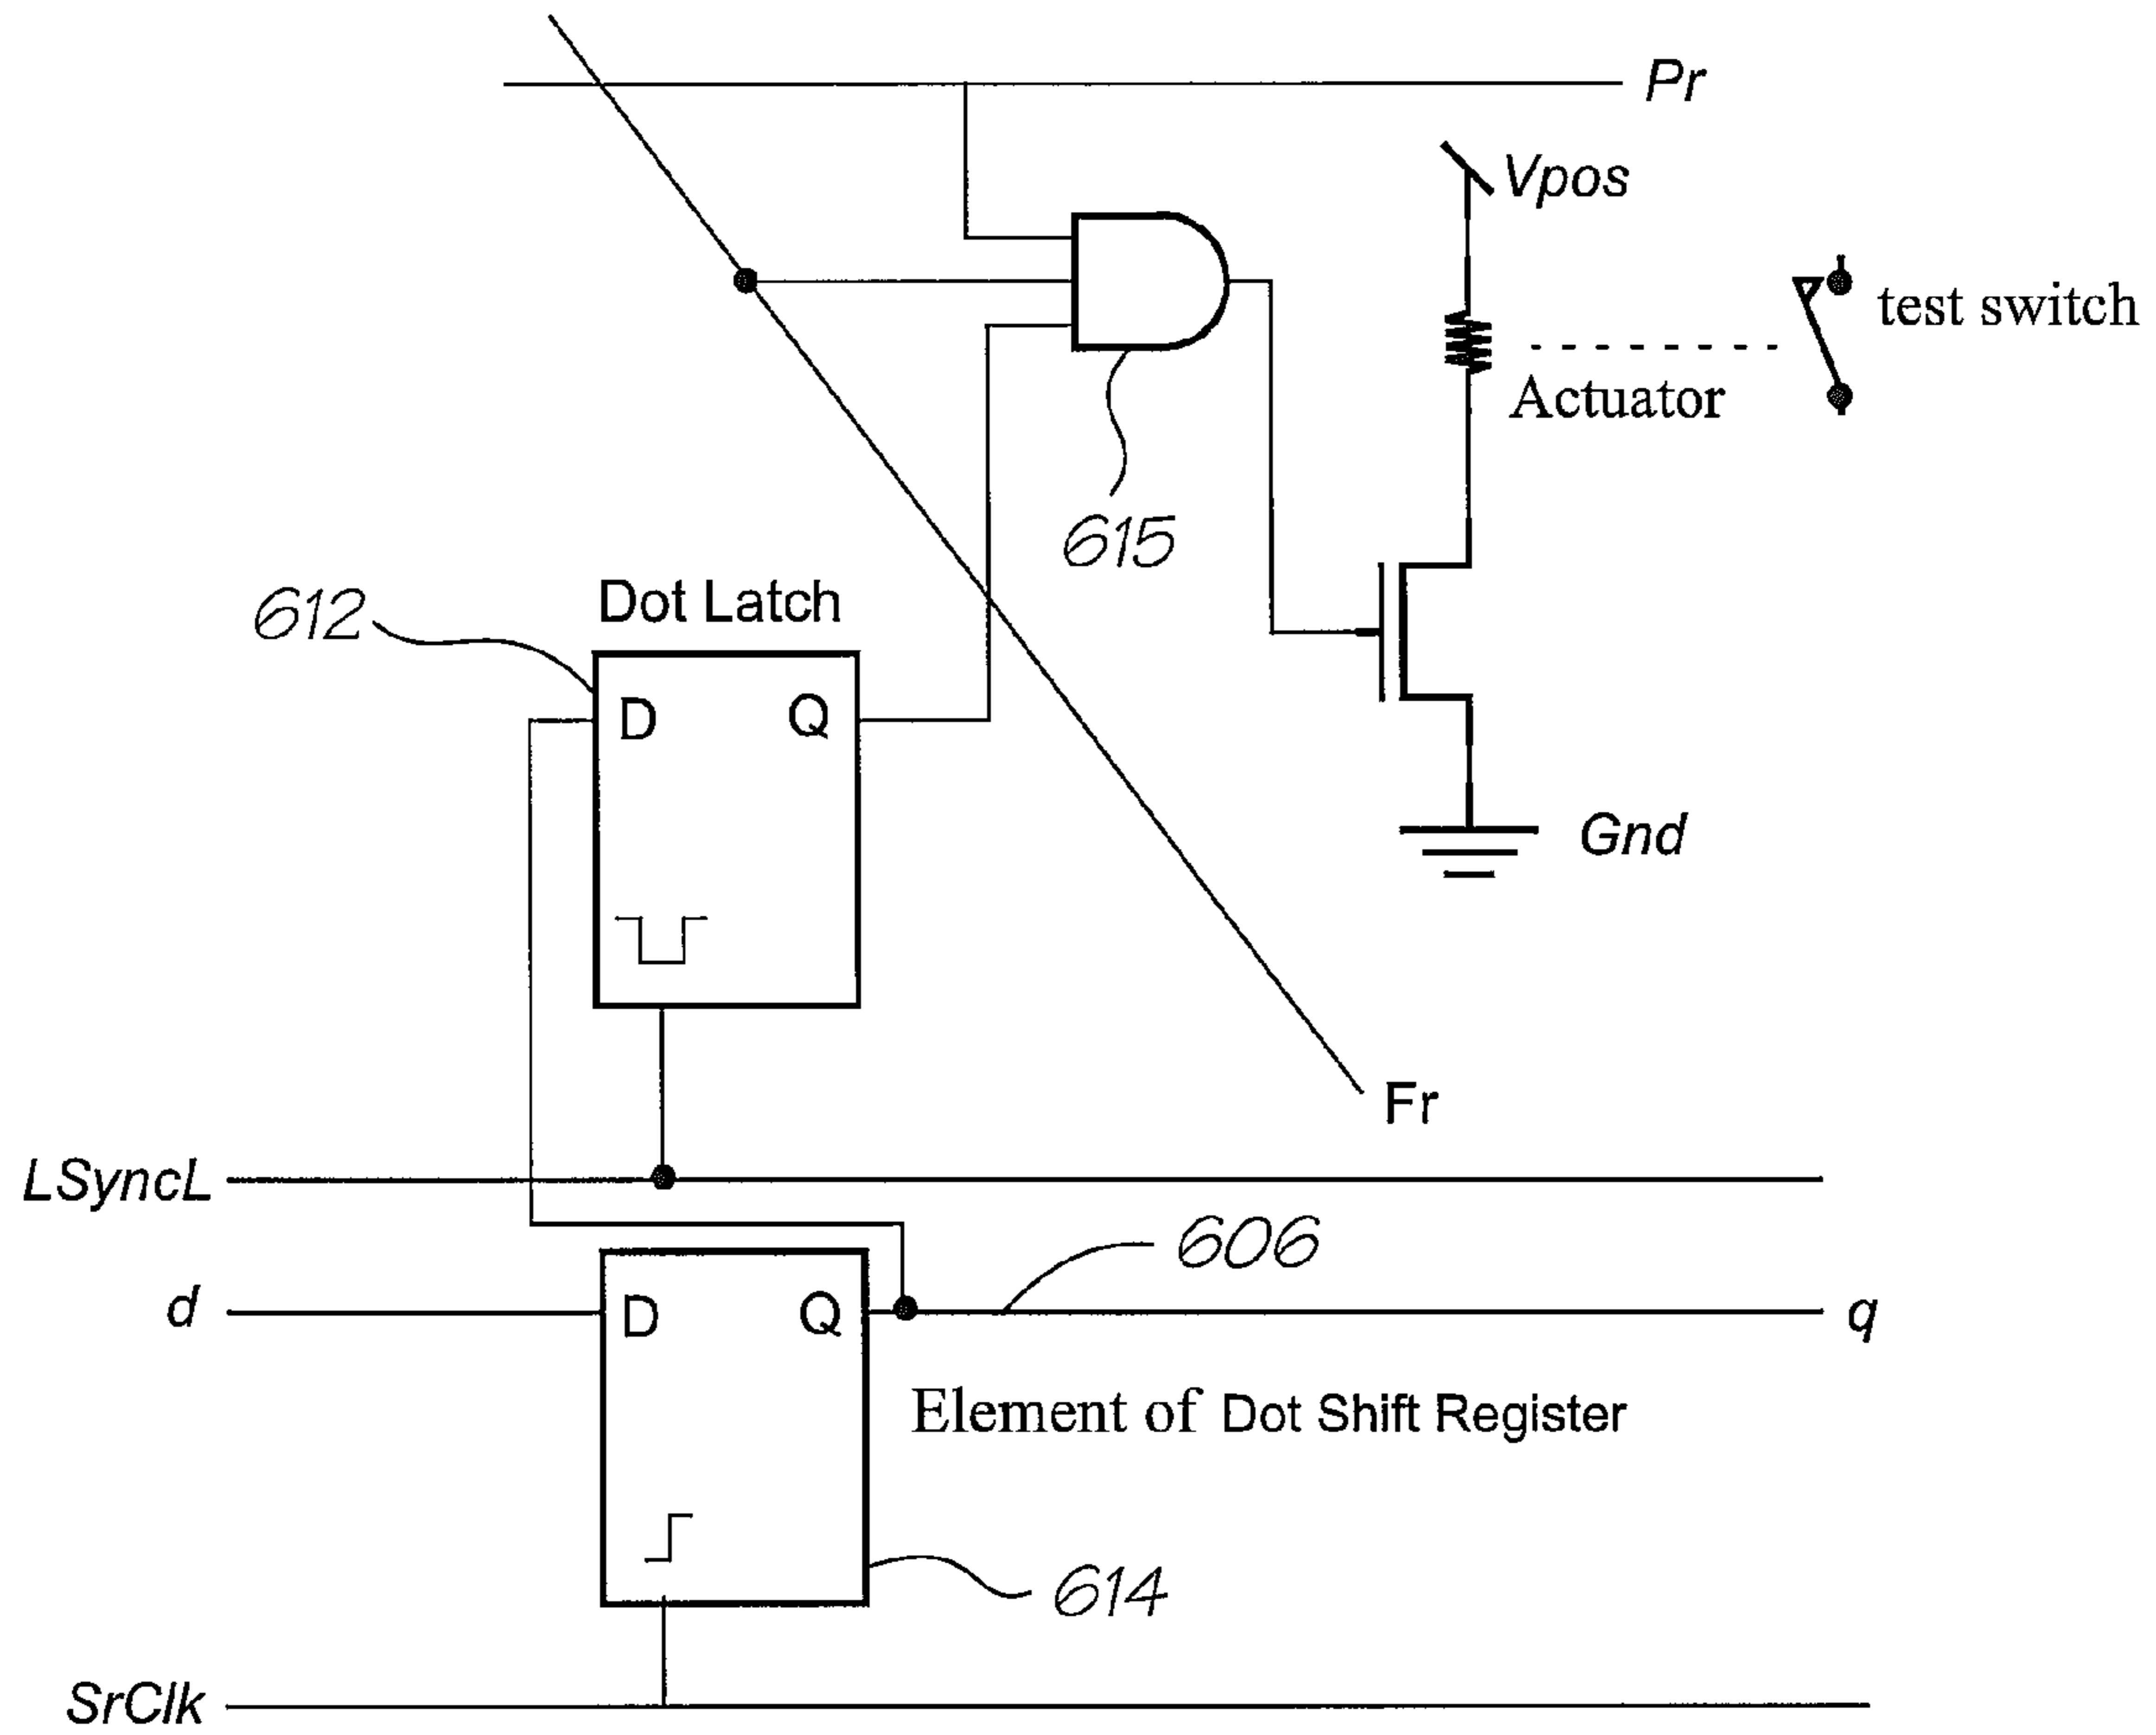 Pr
Vpos
test switch
Actuator
615
612
Dot Latch
D Q
Gnd
Fr
LSyncL
606
d
D Q
q
Element of Dot Shift Register
614
SrClk